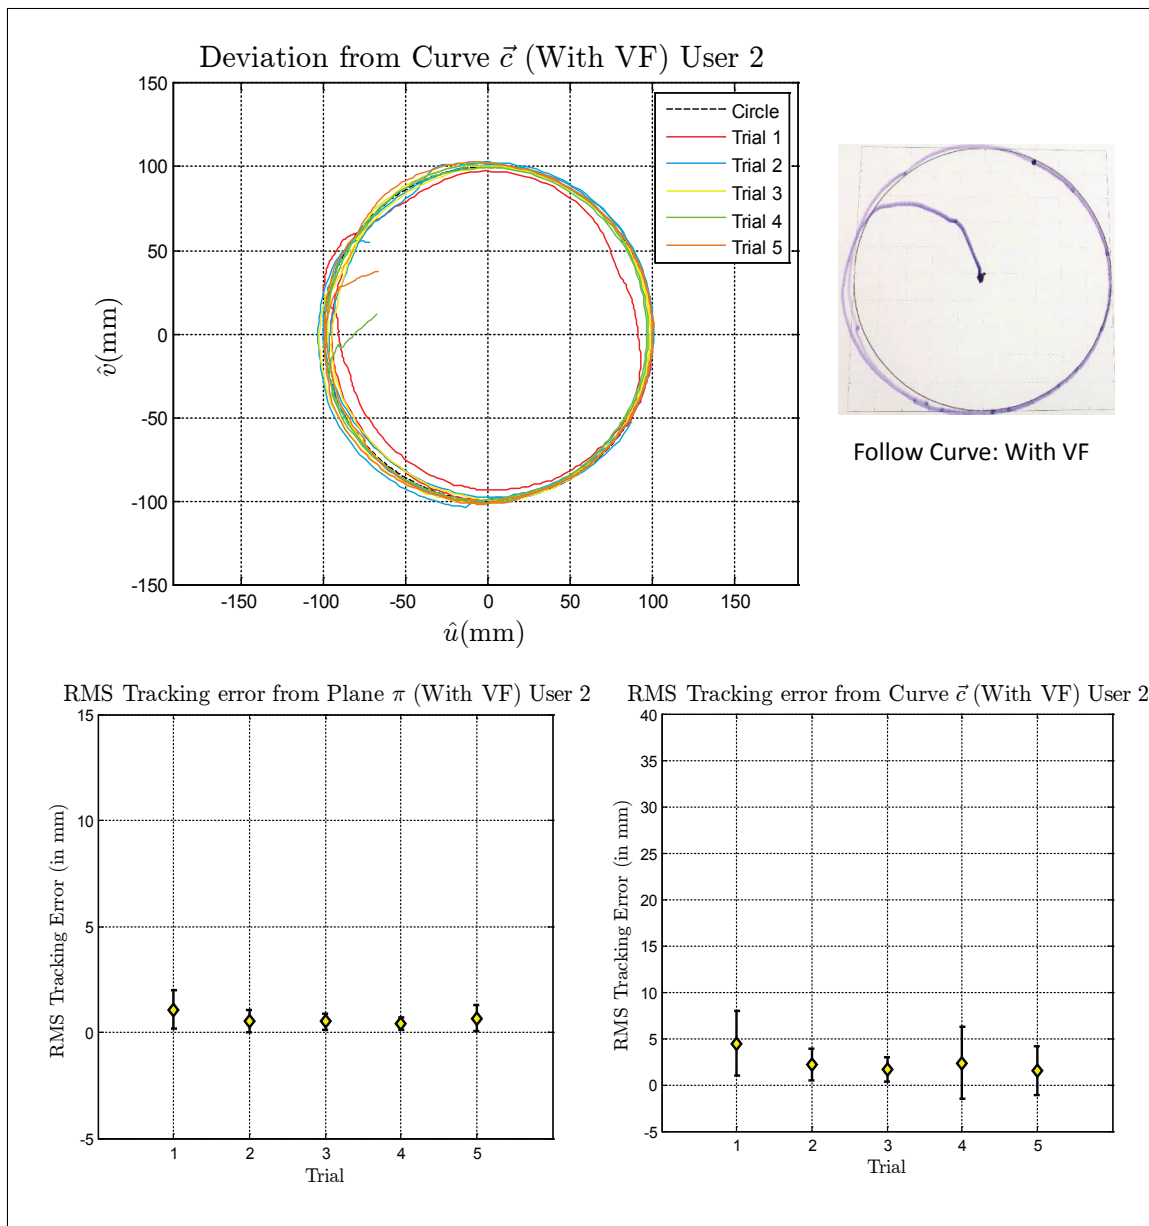 Deviation from Curve c⃗ (With VF) User 2
150
100
50
0
-50
-100
-150
v̂(mm)
-150
-100
-50
0
50
100
150
û(mm)
Circle
Trial 1
Trial 2
Trial 3
Trial 4
Trial 5
Follow Curve: With VF
RMS Tracking error from Plane π (With VF) User 2
15
10
5
0
-5
RMS Tracking Error (in mm)
1
2
3
4
5
Trial
RMS Tracking error from Curve c⃗ (With VF) User 2
40
35
30
25
20
15
10
5
0
-5
RMS Tracking Error (in mm)
1
2
3
4
5
Trial